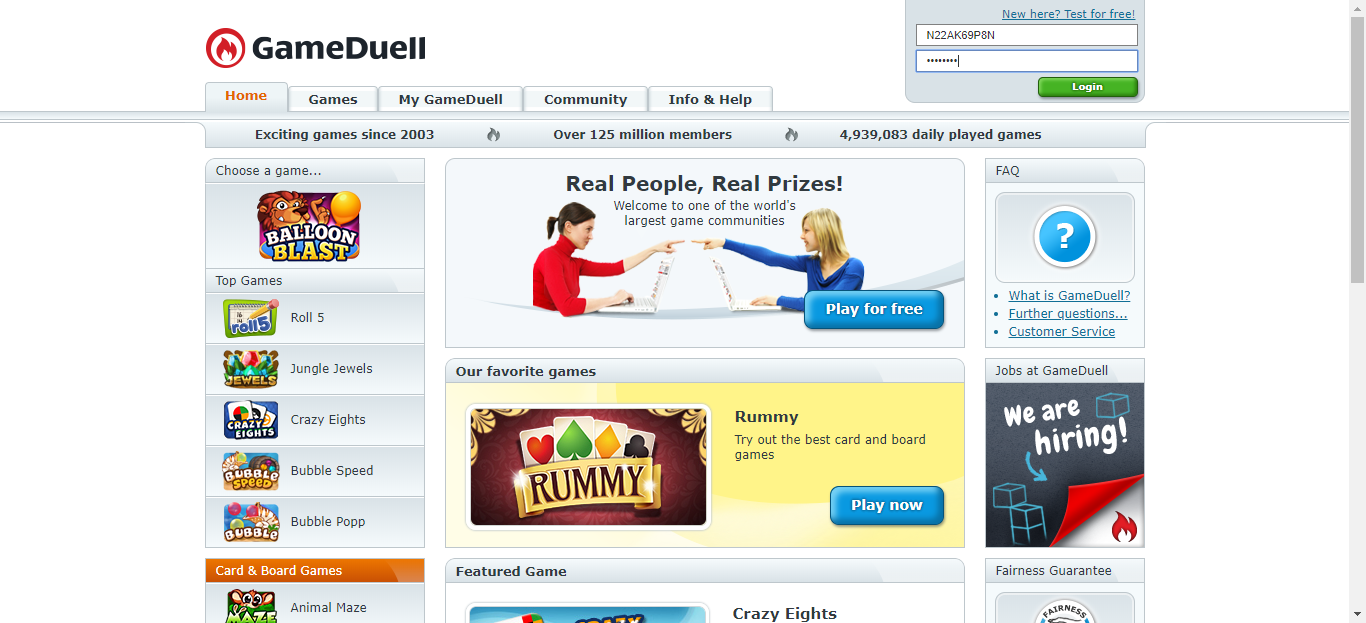 New here? Test for free!
N22AK69P8N
••••••••
Login
GameDuell
Home
Games
My GameDuell
Community
Info & Help
Exciting games since 2003
Over 125 million members
4,939,083 daily played games
Choose a game...
BALLOON
BLAST
Top Games
roll5
Roll 5
JEWELS
Jungle Jewels
CRAZY
EIGHTS
Crazy Eights
BUBBLE
SPEED
Bubble Speed
BUBBLE
Bubble Popp
Card & Board Games
MAZE
Animal Maze
Real People, Real Prizes!
Welcome to one of the world's
largest game communities
Play for free
Our favorite games
RUMMY
Rummy
Try out the best card and board
games
Play now
Featured Game
CRAZY
Crazy Eights
FAQ
?
• What is GameDuell?
• Further questions...
• Customer Service
Jobs at GameDuell
We are
hiring!
Fairness Guarantee
FAIRNESS